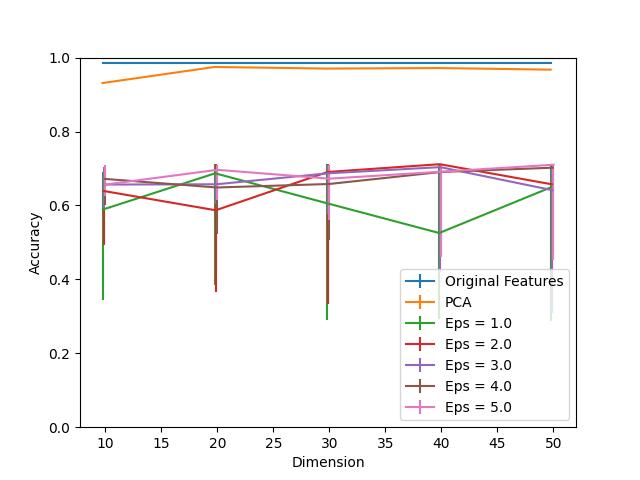 1.0
0.8
0.6
0.4
0.2
0.0
Accuracy
10
15
20
25
30
35
40
45
50
Dimension
Original Features
PCA
Eps = 1.0
Eps = 2.0
Eps = 3.0
Eps = 4.0
Eps = 5.0